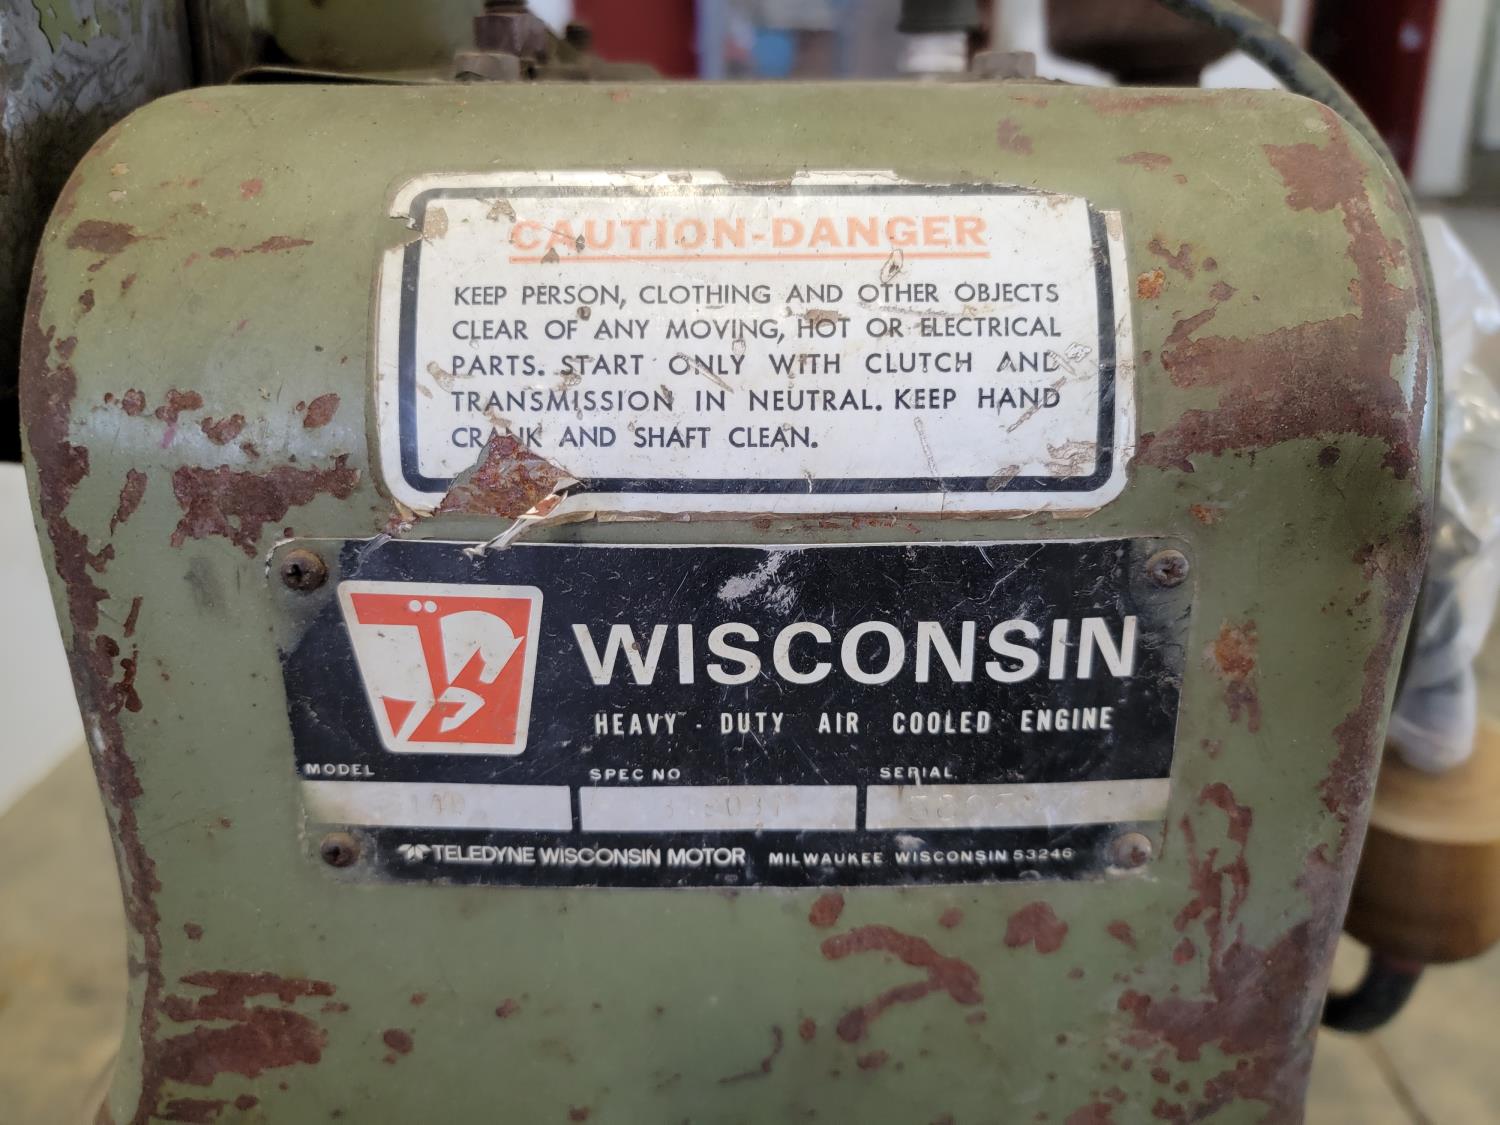 CAUTION-DANGER
KEEP PERSON, CLOTHING AND OTHER OBJECTS
CLEAR OF ANY MOVING, HOT OR ELECTRICAL
PARTS. START ONLY WITH CLUTCH AND
TRANSMISSION IN NEUTRAL. KEEP HAND
CRANK AND SHAFT CLEAN.
WISCONSIN
HEAVY-DUTY AIR COOLED ENGINE
MODEL SPEC NO SERIAL
TELEDYNE WISCONSIN MOTOR MILWAUKEE WISCONSIN 53246